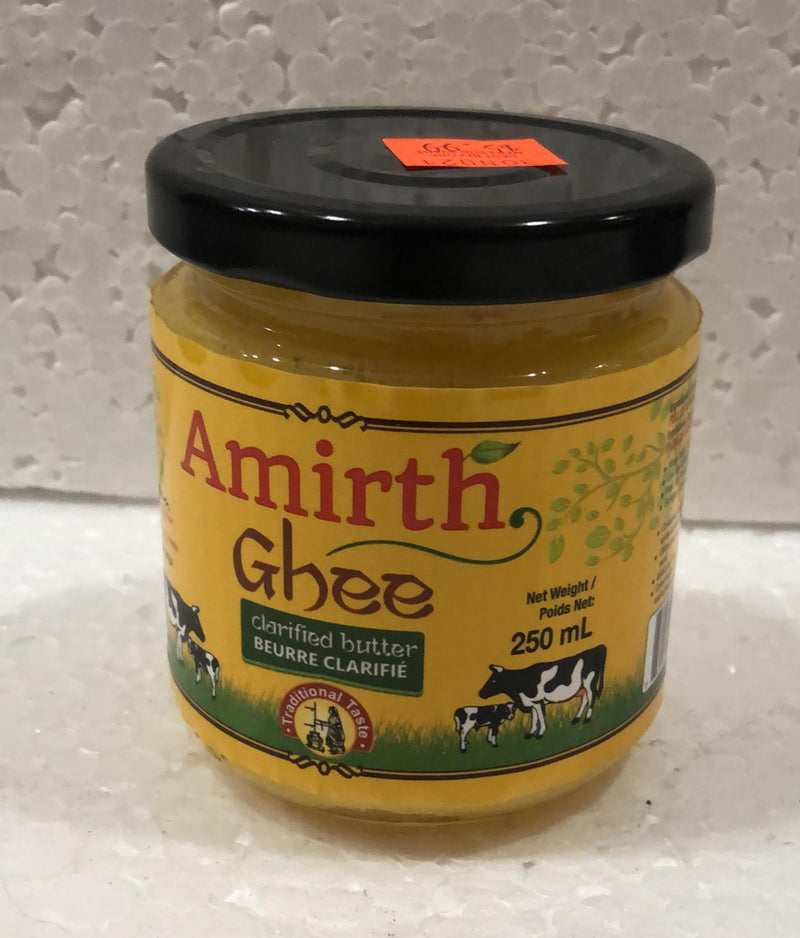 Amirth
Ghee
clarified butter
BEURRE CLARIFIÉ
Net Weight /
Poids Net:
250 mL
Traditional Taste